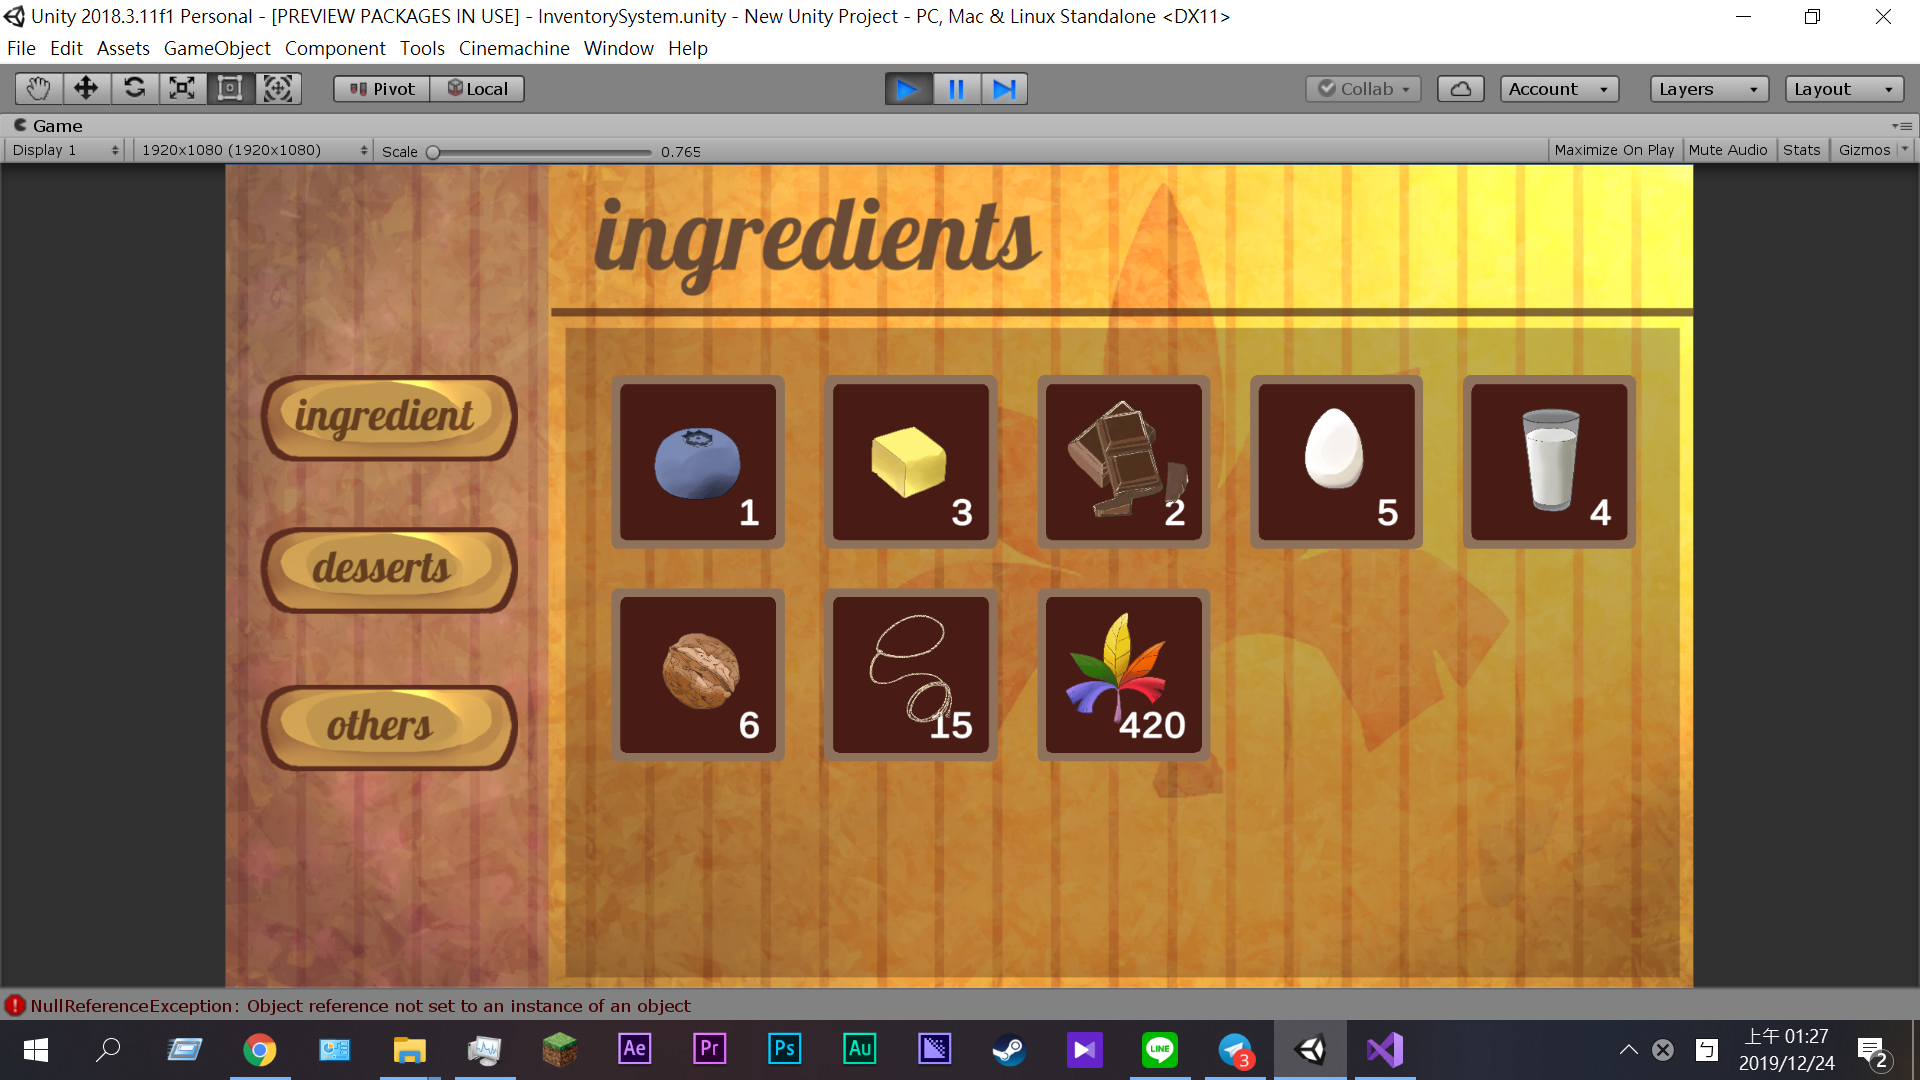 Unity 2018.3.11f1 Personal - [PREVIEW PACKAGES IN USE] - InventorySystem.unity - New Unity Project - PC, Mac & Linux Standalone <DX11>
File Edit Assets GameObject Component Tools Cinemachine Window Help
Pivot Local Collab Account Layers Layout
Game
Display 1 1920x1080 (1920x1080) Scale 0.765 Maximize On Play Mute Audio Stats Gizmos
ingredients
ingredient
desserts
others
1 3 2 5 4
6 15 420
NullReferenceException: Object reference not set to an instance of an object
Ae Pr Ps Au LINE 3
上午 01:27
2019/12/24
2